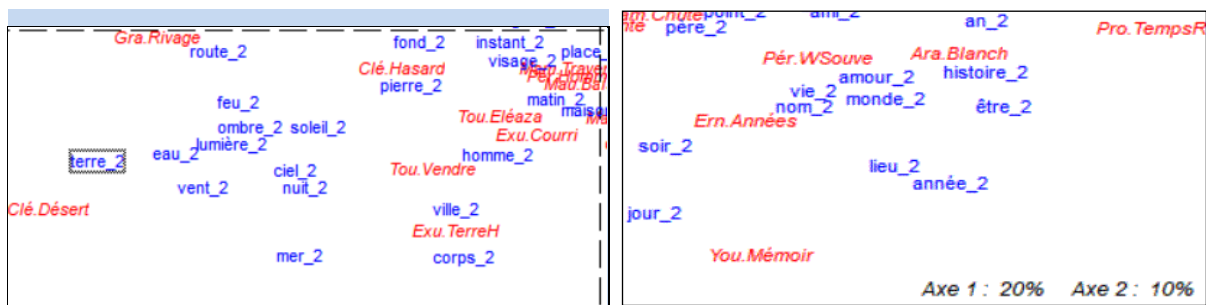 Gra.Rivage
route_2
fond_2 instant_2
visage_2 place_
Clé.Hasard
pierre_2
feu_2
matin_2
ombre_2 soleil_2
Tou.Eléaza
Exu.Courri
lumière_2
eau_2
terre_2
homme_2
ciel_2
Tou.Vendre
vent_2 nuit_2
Clé.Désert
ville_2
Exu.TerreH
mer_2
corps_2
père_2
an_2
Pro.TempsR
Pér.WSouve
Ara.Blanch
amour_2
histoire_2
vie_2
monde_2
nom_2
être_2
Ern.Années
soir_2
lieu_2
année_2
jour_2
You.Mémoir
Axe 1 : 20% Axe 2 : 10%